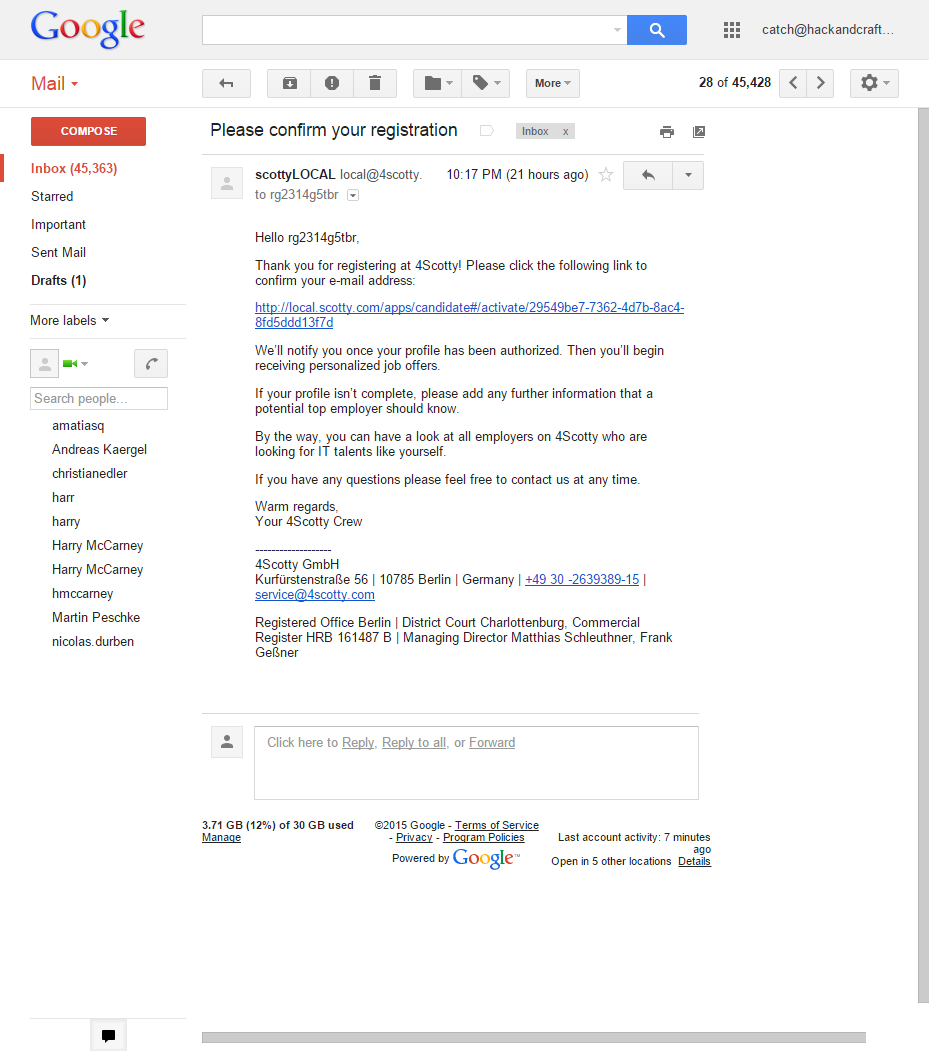 Google
catch@hackandcraft...
Mail
More
28 of 45,428
COMPOSE
Inbox (45,363)
Starred
Important
Sent Mail
Drafts (1)
More labels
Search people...
amatiasq
Andreas Kaergel
christianedler
harr
harry
Harry McCarney
Harry McCarney
hmccarney
Martin Peschke
nicolas.durben
Please confirm your registration
Inbox x
scottyLOCAL local@4scotty. 10:17 PM (21 hours ago)
to rg2314g5tbr
Hello rg2314g5tbr,
Thank you for registering at 4Scotty! Please click the following link to
confirm your e-mail address:
http://local.scotty.com/apps/candidate#/activate/29549be7-7362-4d7b-8ac4-
8fd5ddd13f7d
We’ll notify you once your profile has been authorized. Then you’ll begin
receiving personalized job offers.
If your profile isn’t complete, please add any further information that a
potential top employer should know.
By the way, you can have a look at all employers on 4Scotty who are
looking for IT talents like yourself.
If you have any questions please feel free to contact us at any time.
Warm regards,
Your 4Scotty Crew
-------------------
4Scotty GmbH
Kurfürstenstraße 56 | 10785 Berlin | Germany | +49 30 -2639389-15 |
service@4scotty.com
Registered Office Berlin | District Court Charlottenburg, Commercial
Register HRB 161487 B | Managing Director Matthias Schleuthner, Frank
Geßner
Click here to Reply, Reply to all, or Forward
3.71 GB (12%) of 30 GB used
Manage
©2015 Google - Terms of Service
- Privacy - Program Policies
Powered by Google™
Last account activity: 7 minutes
ago
Open in 5 other locations Details